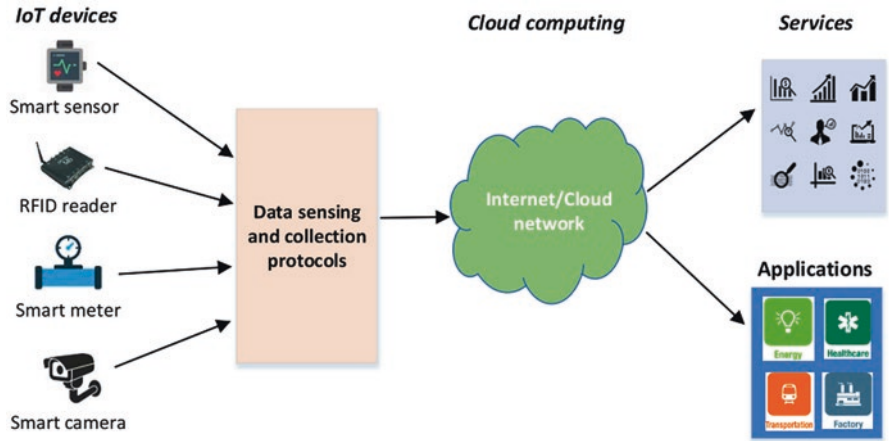 IoT devices
Cloud computing
Services
Smart sensor
RFID reader
Smart meter
Smart camera
Data sensing
and collection
protocols
Internet/Cloud
network
Applications
Energy
Healthcare
Transportation
Factory